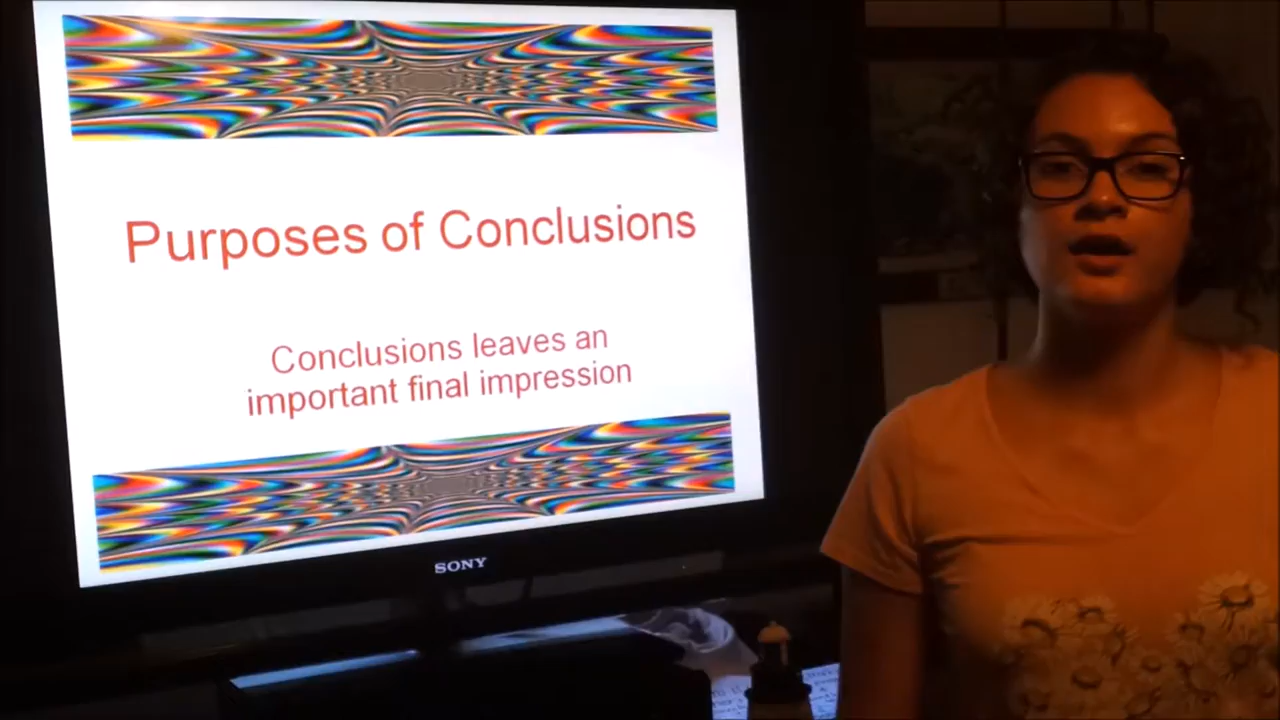 Purposes of Conclusions
Conclusions leaves an
important final impression
SONY